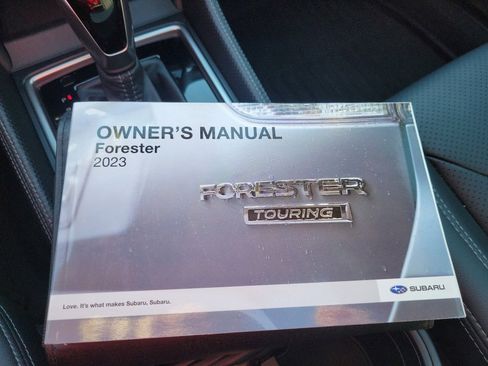 OWNER'S MANUAL
Forester
2023
FORESTER
TOURING
Love. It's what makes Subaru, Subaru.
SUBARU